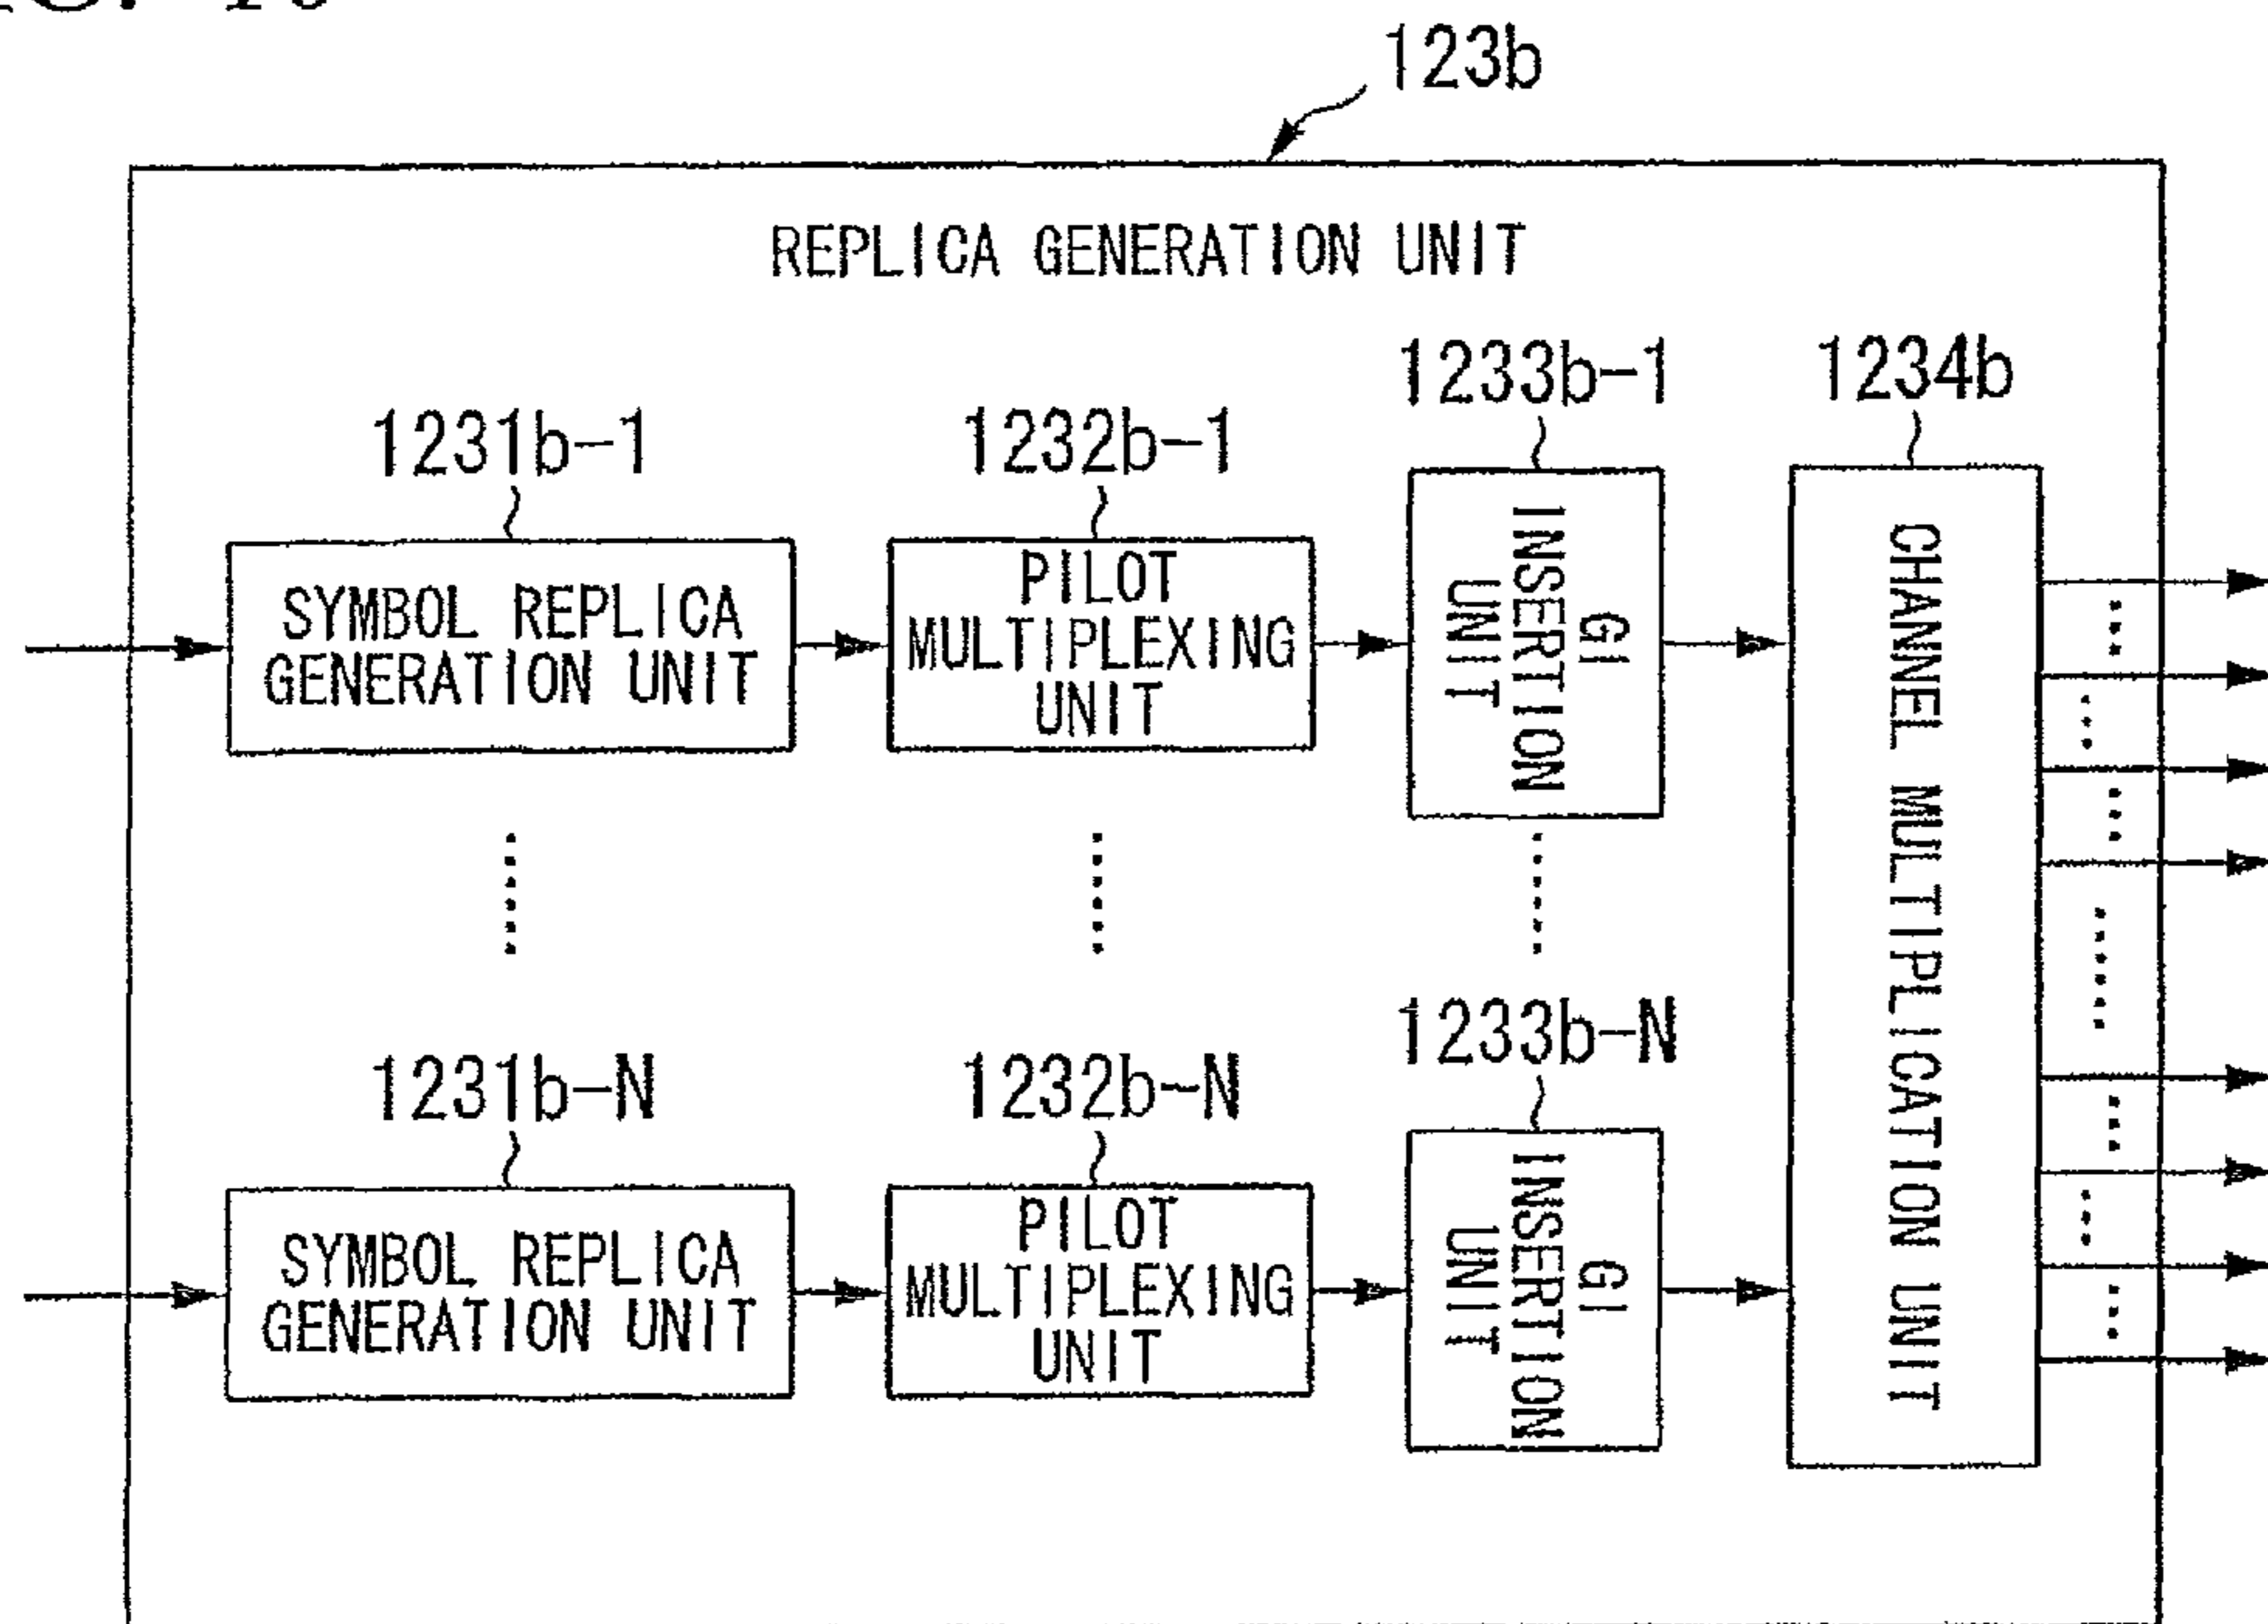 123b
REPLICA GENERATION UNIT
1233b-1
1234b
1231b-1
1232b-1
SYMBOL REPLICA
GENERATION UNIT
PILOT
MULTIPLEXING
UNIT
GI
INSERTION
UNIT
CHANNEL MULTIPLICATION UNIT
1233b-N
1231b-N
1232b-N
SYMBOL REPLICA
GENERATION UNIT
PILOT
MULTIPLEXING
UNIT
GI
INSERTION
UNIT